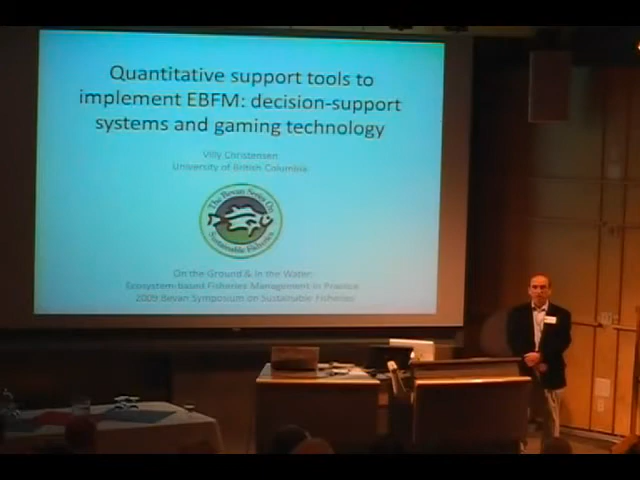 Quantitative support tools to
implement EBFM: decision-support
systems and gaming technology
Villy Christensen
University of British Columbia
The Bevan Series On
Sustainable Fisheries
On the Ground & In the Water:
Ecosystem-based Fisheries Management in Practice
2009 Bevan Symposium on Sustainable Fisheries